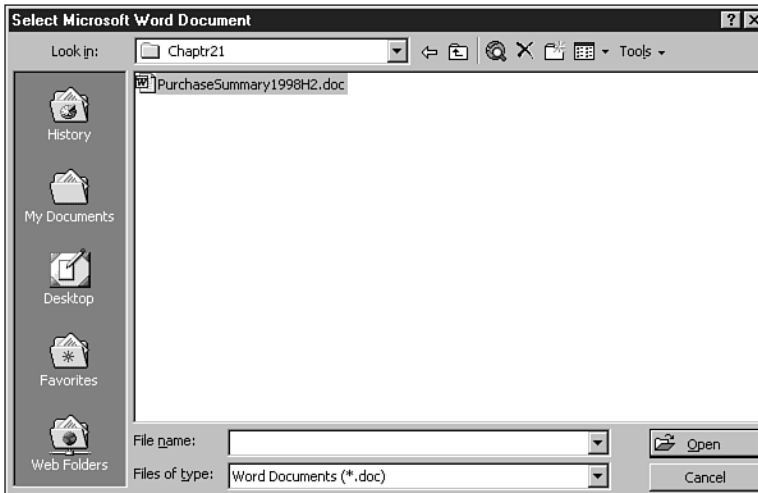 Select Microsoft Word Document
Look in: Chaptr21 Tools
PurchaseSummary1998H2.doc
History
My Documents
Desktop
Favorites
Web Folders
File name: Open
Files of type: Word Documents (*.doc) Cancel